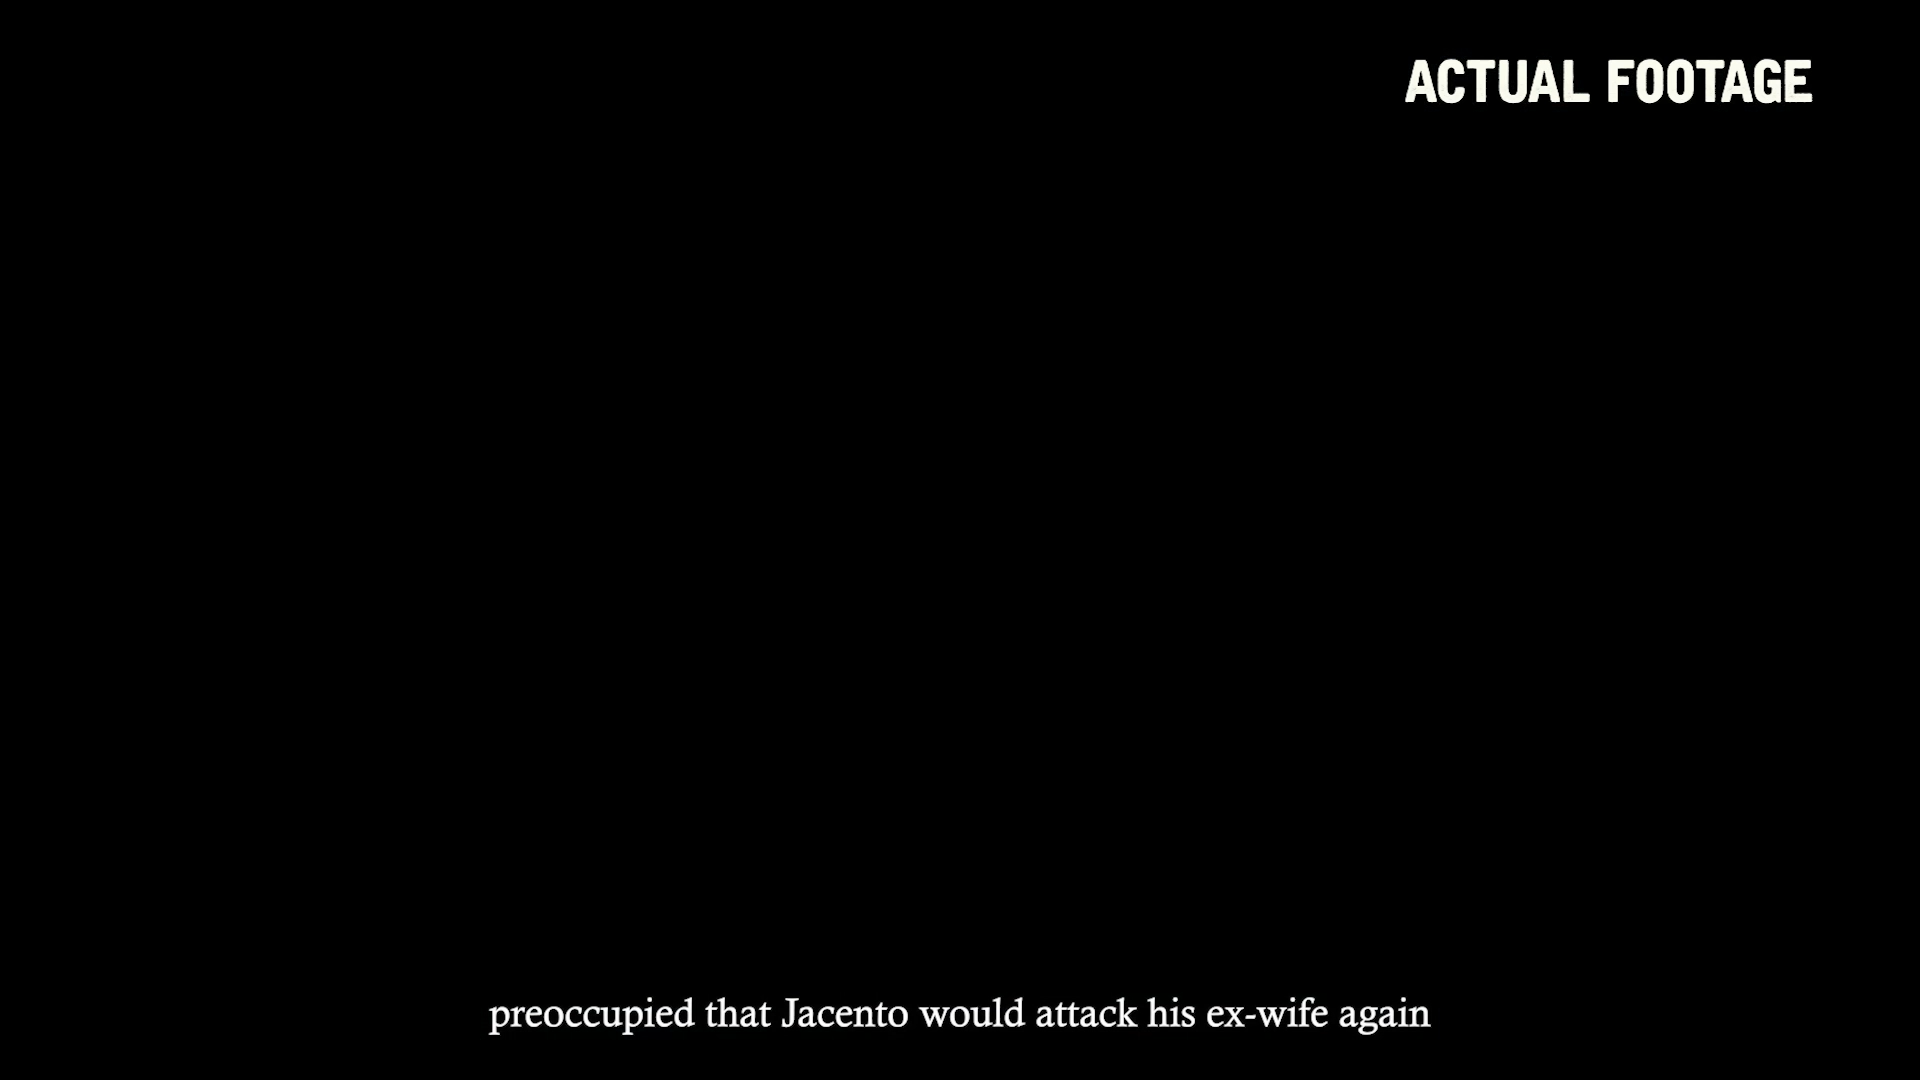 ACTUAL FOOTAGE
preoccupied that Jacento would attack his ex-wife again